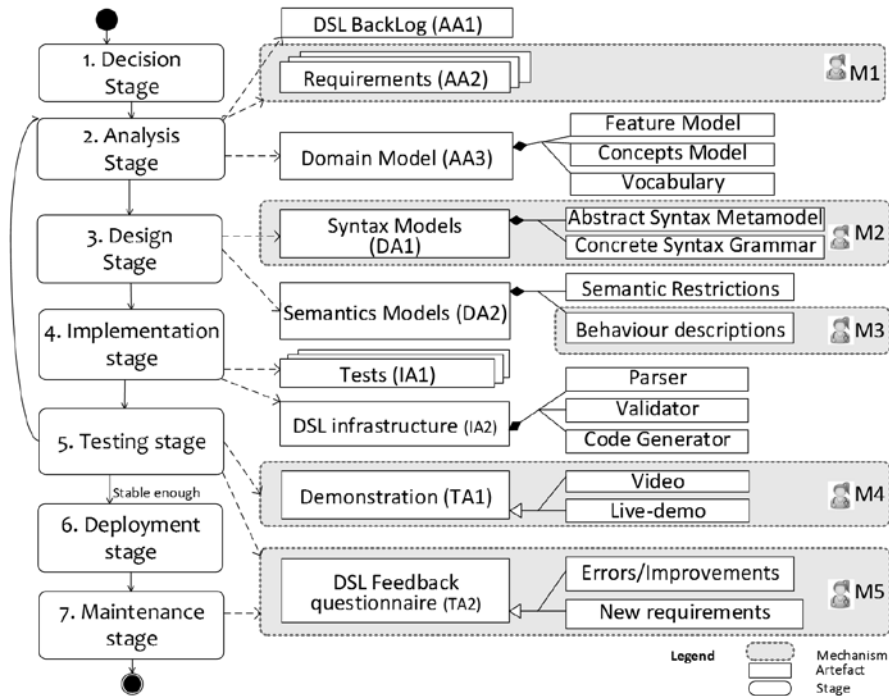 DSL BackLog (AA1)
1. Decision
Stage
Requirements (AA2)
M1
2. Analysis
Stage
Domain Model (AA3)
Feature Model
Concepts Model
Vocabulary
3. Design
Stage
Syntax Models
(DA1)
Abstract Syntax Metamodel
Concrete Syntax Grammar
M2
Semantics Models (DA2)
Semantic Restrictions
Behaviour descriptions
M3
4. Implementation
stage
Tests (IA1)
DSL infrastructure (IA2)
Parser
Validator
Code Generator
5. Testing stage
Stable enough
Demonstration (TA1)
Video
Live-demo
M4
6. Deployment
stage
DSL Feedback
questionnaire (TA2)
Errors/Improvements
New requirements
M5
7. Maintenance
stage
Legend
Mechanism
Artefact
Stage